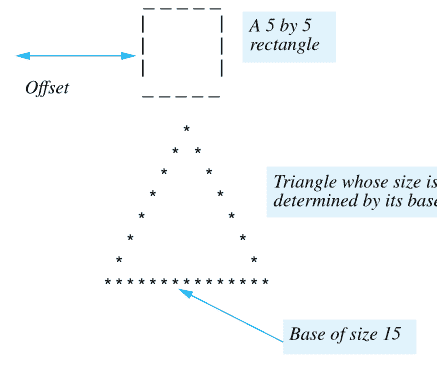 A 5 by 5
rectangle
Offset
Triangle whose size is
determined by its base
Base of size 15